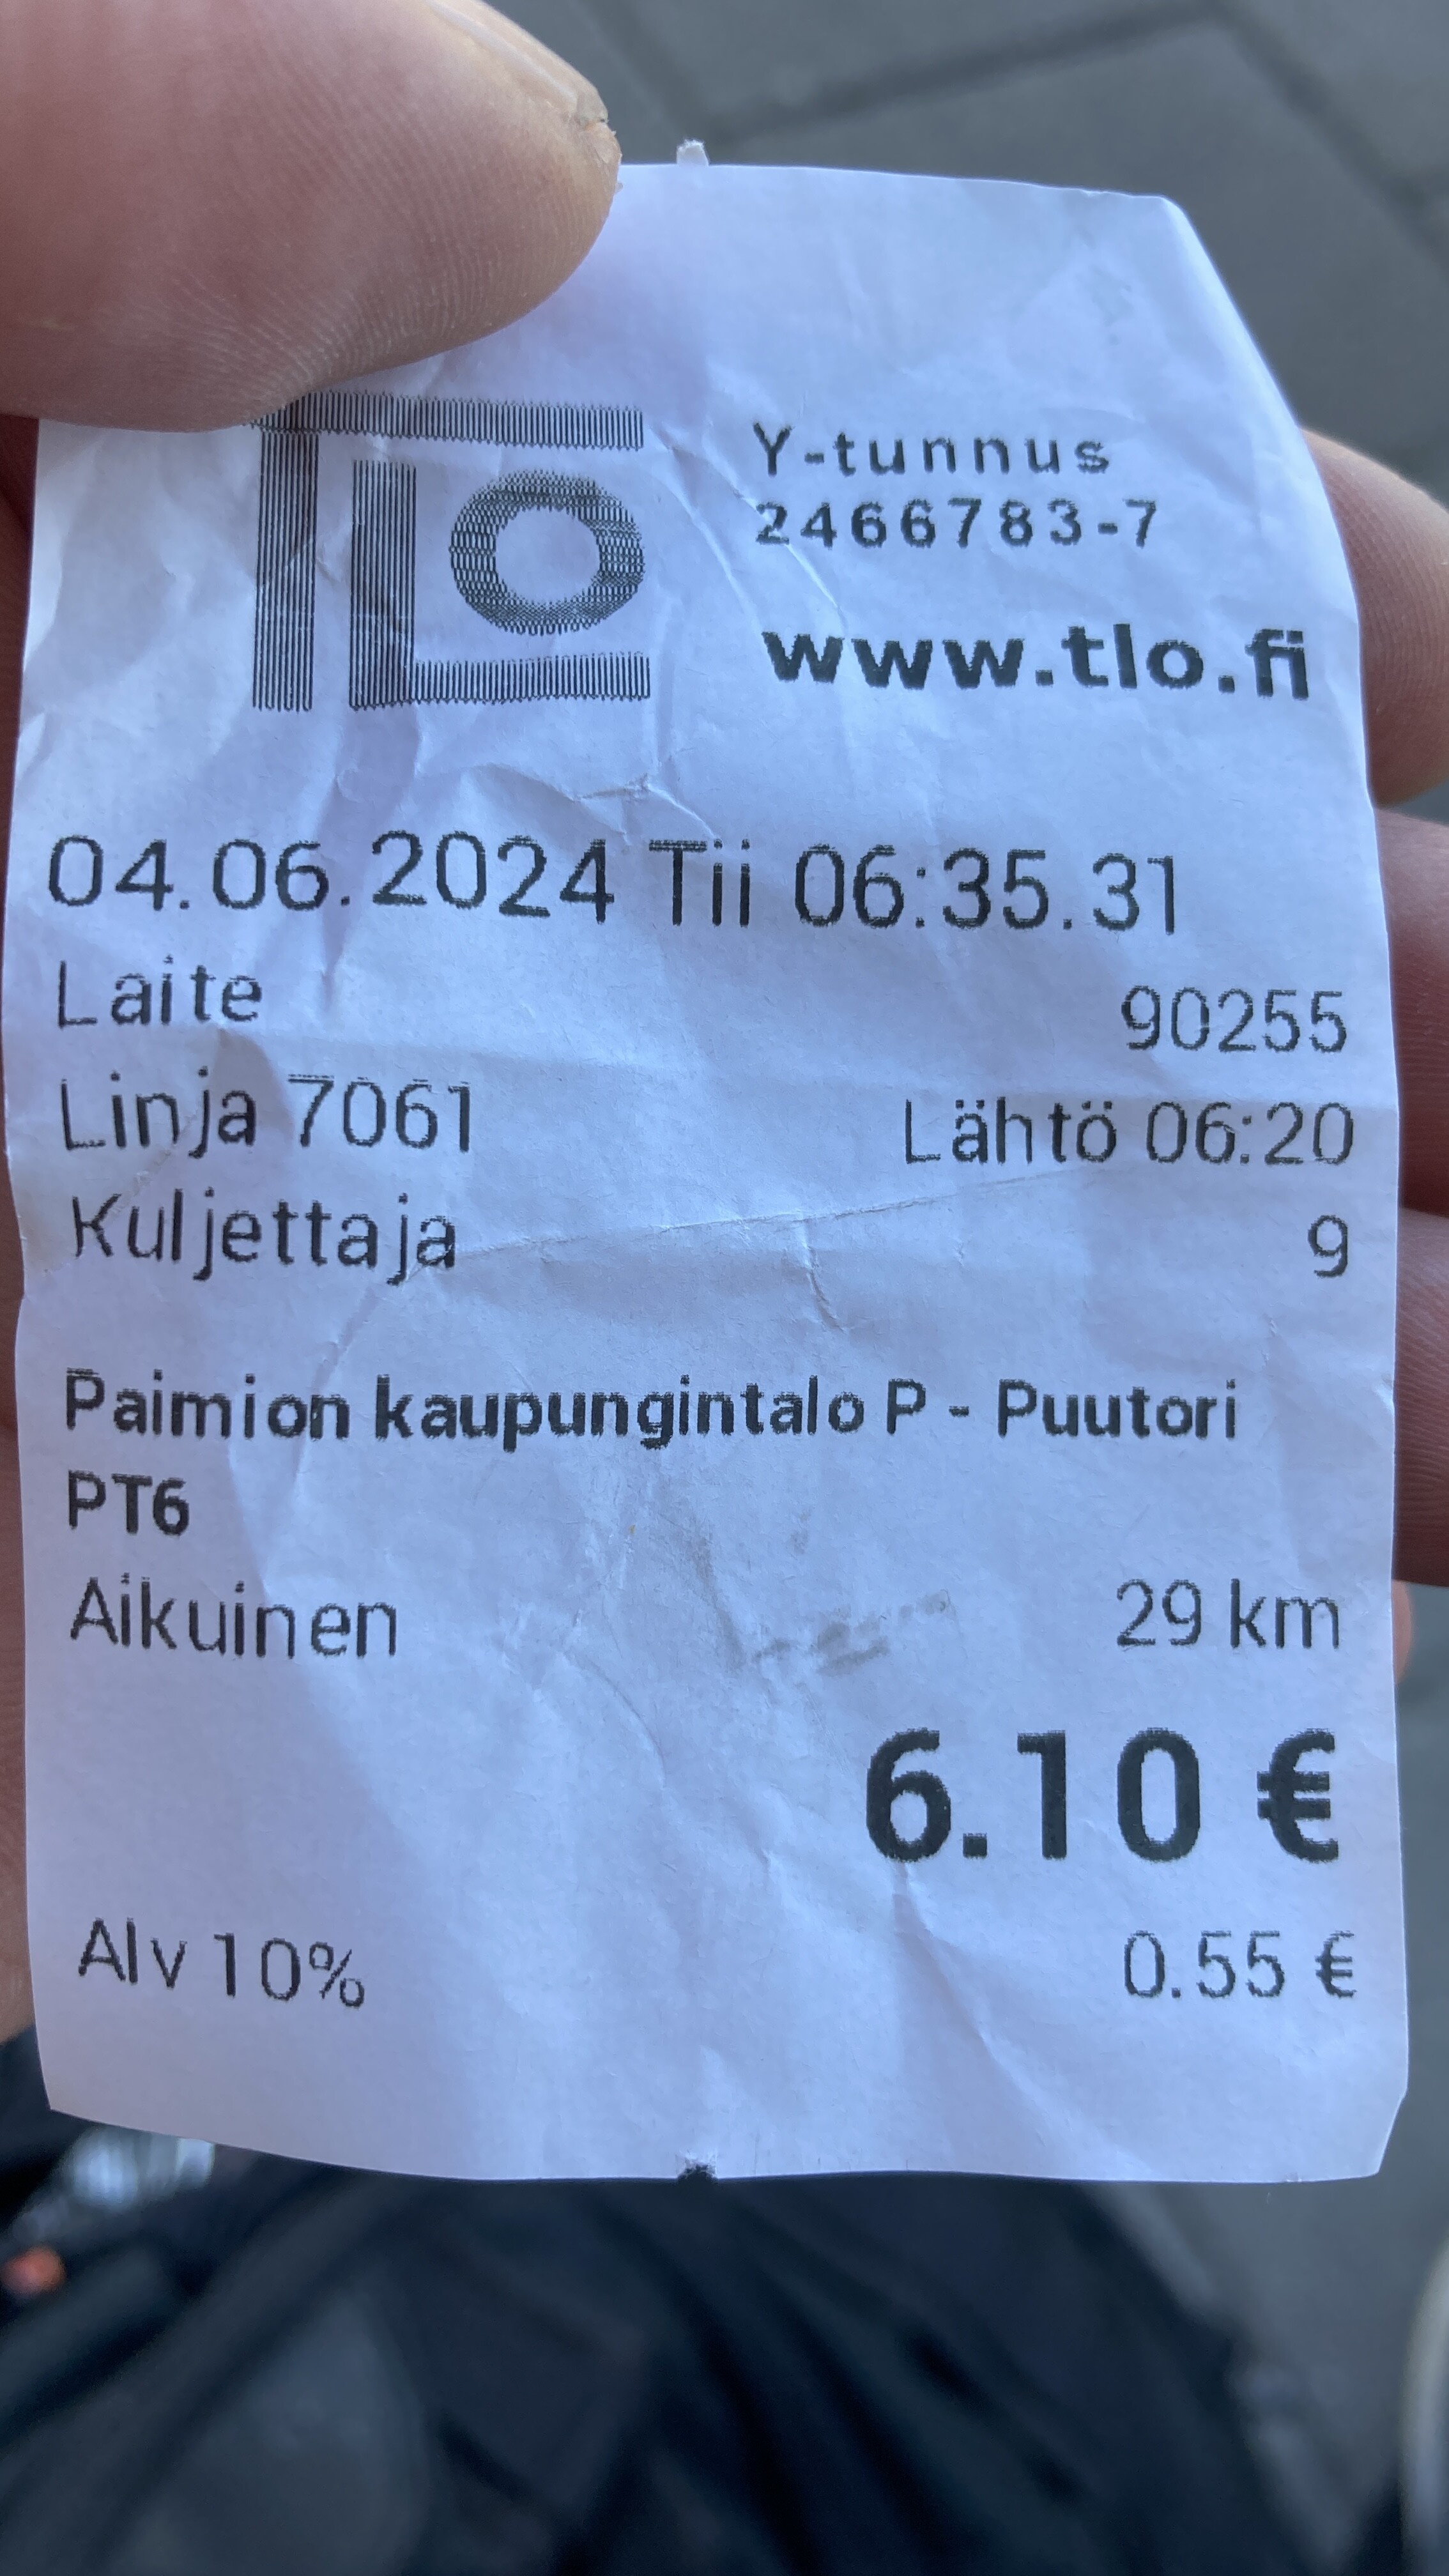 TLO
Y-tunnus
2466783-7
www.tlo.fi
04.06.2024 Tii 06:35.31
Laite 90255
Linja 7061 Lähtö 06:20
Kuljettaja 9
Paimion kaupungintalo P - Puutori
PT6
Aikuinen 29 km
6.10 €
Alv 10% 0.55 €